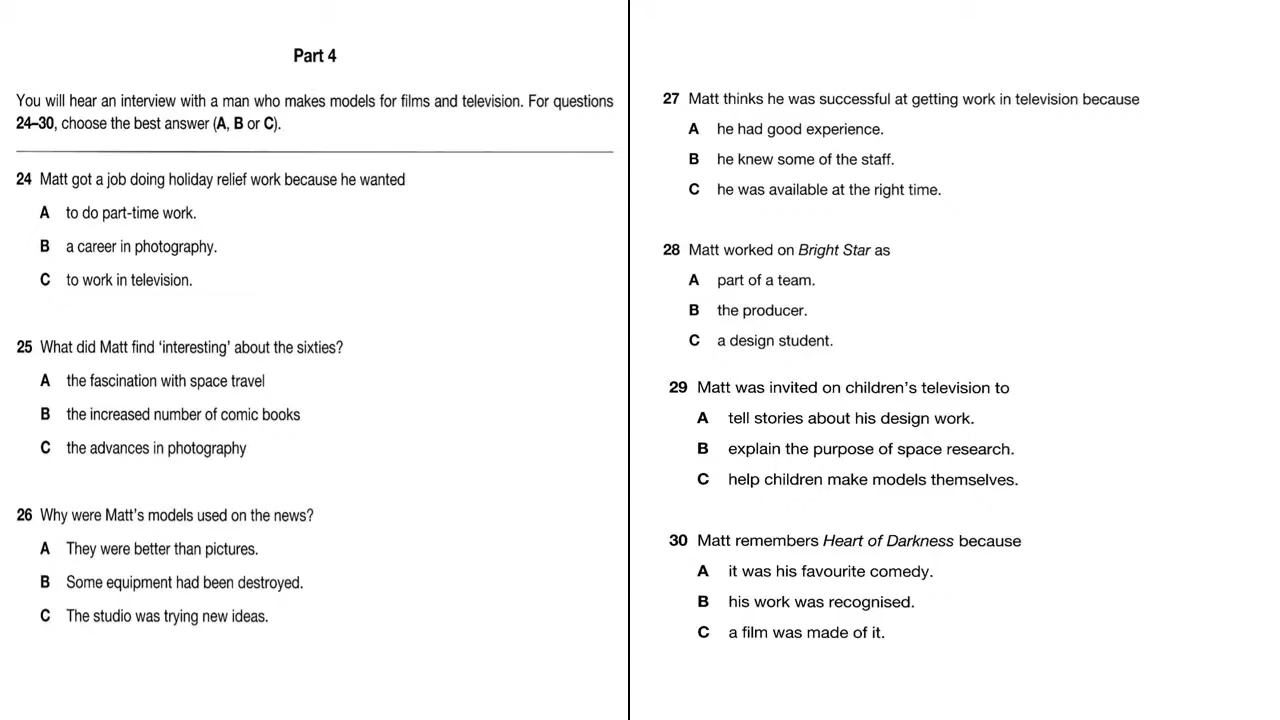 Part 4
You will hear an interview with a man who makes models for films and television. For questions
24–30, choose the best answer (A, B or C).
24 Matt got a job doing holiday relief work because he wanted
A to do part-time work.
B a career in photography.
C to work in television.
25 What did Matt find ‘interesting’ about the sixties?
A the fascination with space travel
B the increased number of comic books
C the advances in photography
26 Why were Matt’s models used on the news?
A They were better than pictures.
B Some equipment had been destroyed.
C The studio was trying new ideas.
27 Matt thinks he was successful at getting work in television because
A he had good experience.
B he knew some of the staff.
C he was available at the right time.
28 Matt worked on Bright Star as
A part of a team.
B the producer.
C a design student.
29 Matt was invited on children’s television to
A tell stories about his design work.
B explain the purpose of space research.
C help children make models themselves.
30 Matt remembers Heart of Darkness because
A it was his favourite comedy.
B his work was recognised.
C a film was made of it.